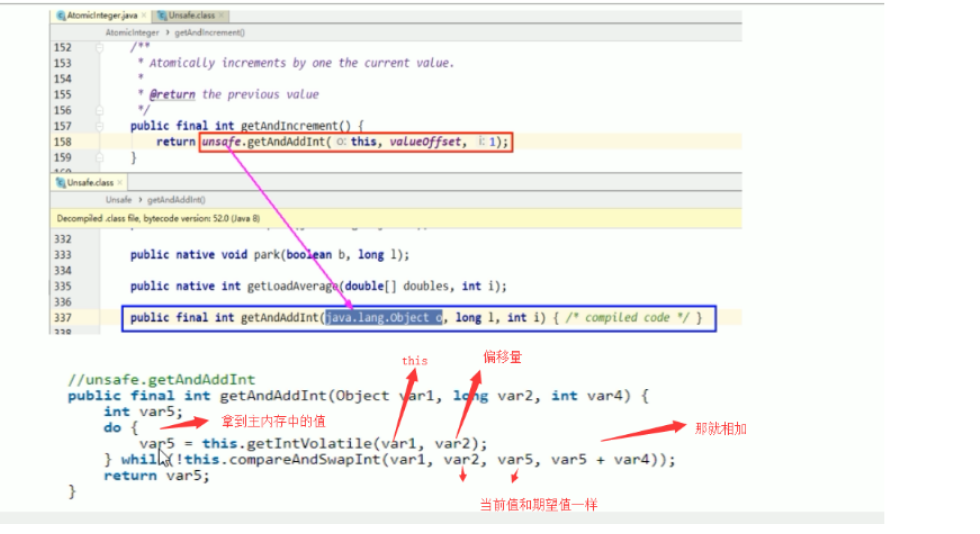 AtomicInteger.java × Unsafe.class ×
AtomicInteger › getAndIncrement()
152 /**
153 * Atomically increments by one the current value.
154 *
155 * @return the previous value
156 */
157 public final int getAndIncrement() {
158 return unsafe.getAndAddInt( o: this, valueOffset, i: 1);
159 }
160
Unsafe.class ×
Unsafe › getAndAddInt()
Decompiled .class file, bytecode version: 52.0 (Java 8)
332
333 public native void park(boolean b, long l);
334
335 public native int getLoadAverage(double[] doubles, int i);
336
337 public final int getAndAddInt(java.lang.Object o, long l, int i) { /* compiled code */ }
338
this
偏移量
//unsafe.getAndAddInt
public final int getAndAddInt(Object var1, long var2, int var4) {
int var5;
do {
拿到主内存中的值
那就相加
var5 = this.getIntVolatile(var1, var2);
} while(!this.compareAndSwapInt(var1, var2, var5, var5 + var4));
return var5;
当前值和期望值一样
}